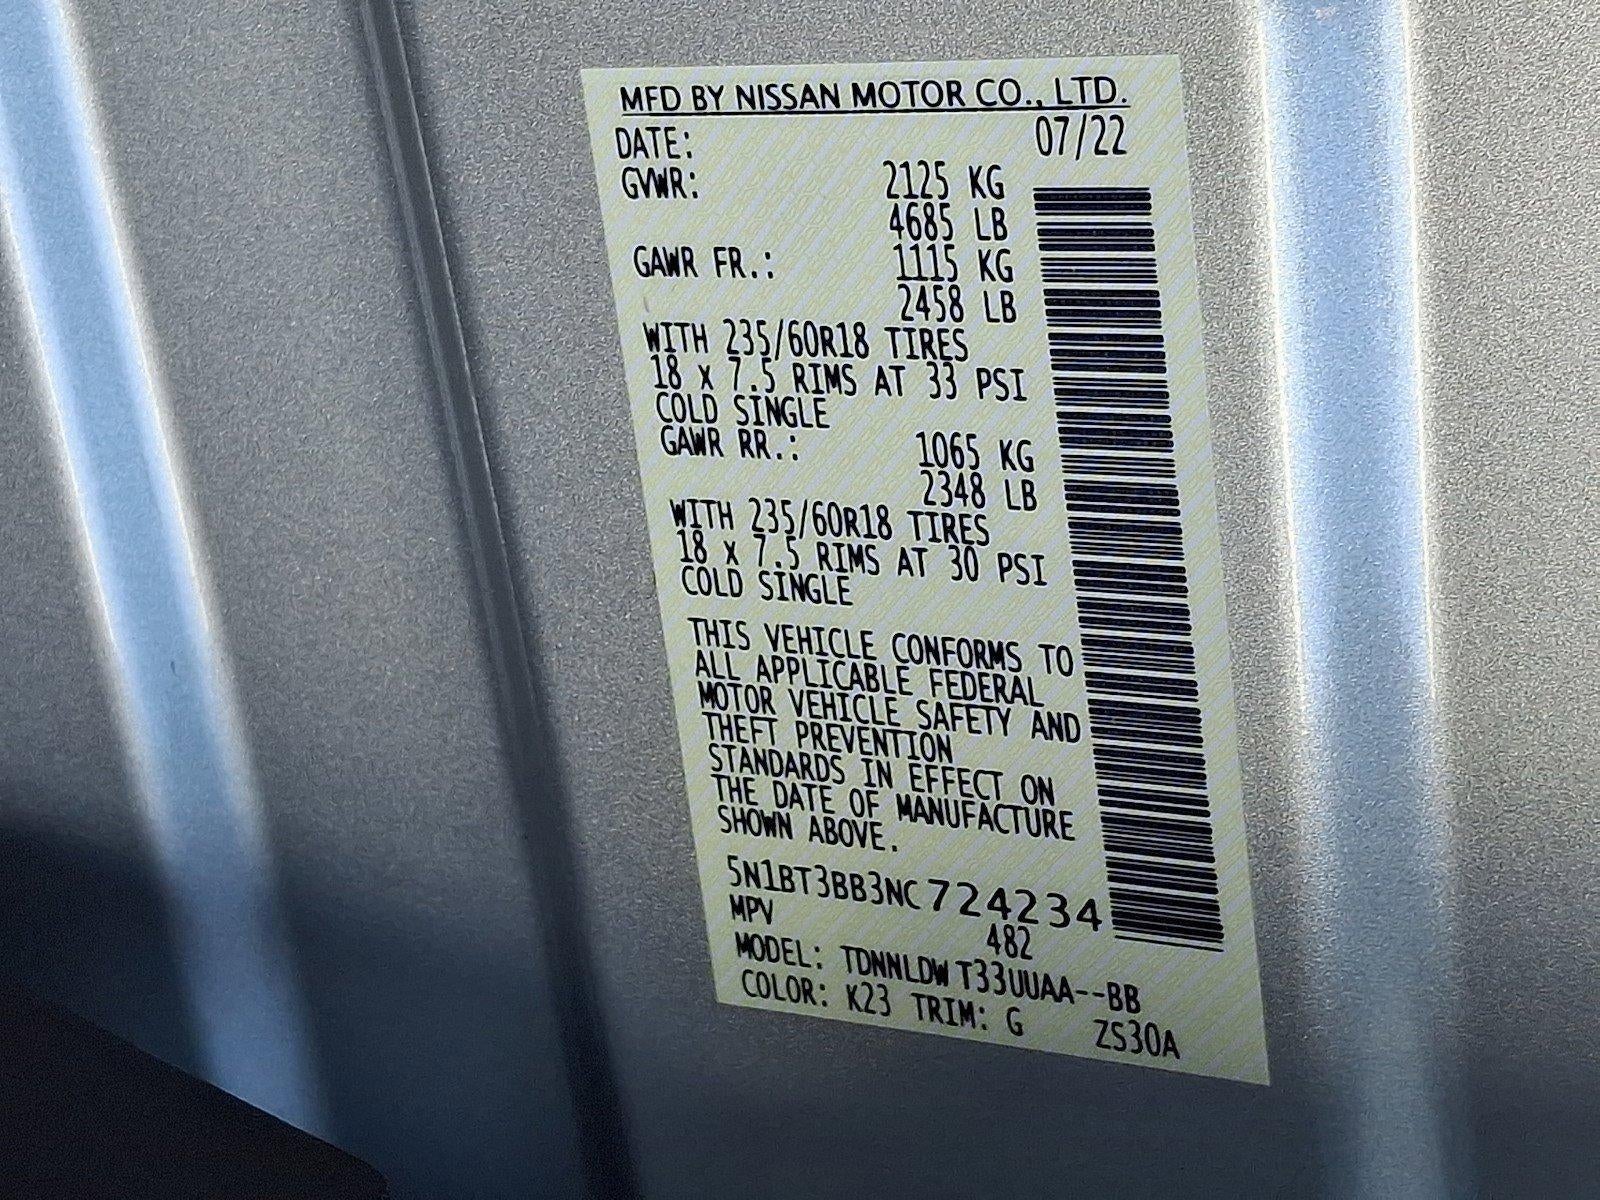 MFD BY NISSAN MOTOR CO., LTD.
DATE: 07/22
GVWR: 2125 KG
4685 LB
GAWR FR.: 1115 KG
2458 LB
WITH 235/60R18 TIRES
18 x 7.5 RIMS AT 33 PSI
COLD SINGLE
GAWR RR.: 1065 KG
2348 LB
WITH 235/60R18 TIRES
18 x 7.5 RIMS AT 30 PSI
COLD SINGLE
THIS VEHICLE CONFORMS TO
ALL APPLICABLE FEDERAL
MOTOR VEHICLE SAFETY AND
THEFT PREVENTION
STANDARDS IN EFFECT ON
THE DATE OF MANUFACTURE
SHOWN ABOVE.
5N1BT3BB3NC724234
MPV 482
MODEL: TDNNLDW T33UUAA--BB
COLOR: K23 TRIM: G ZS30A